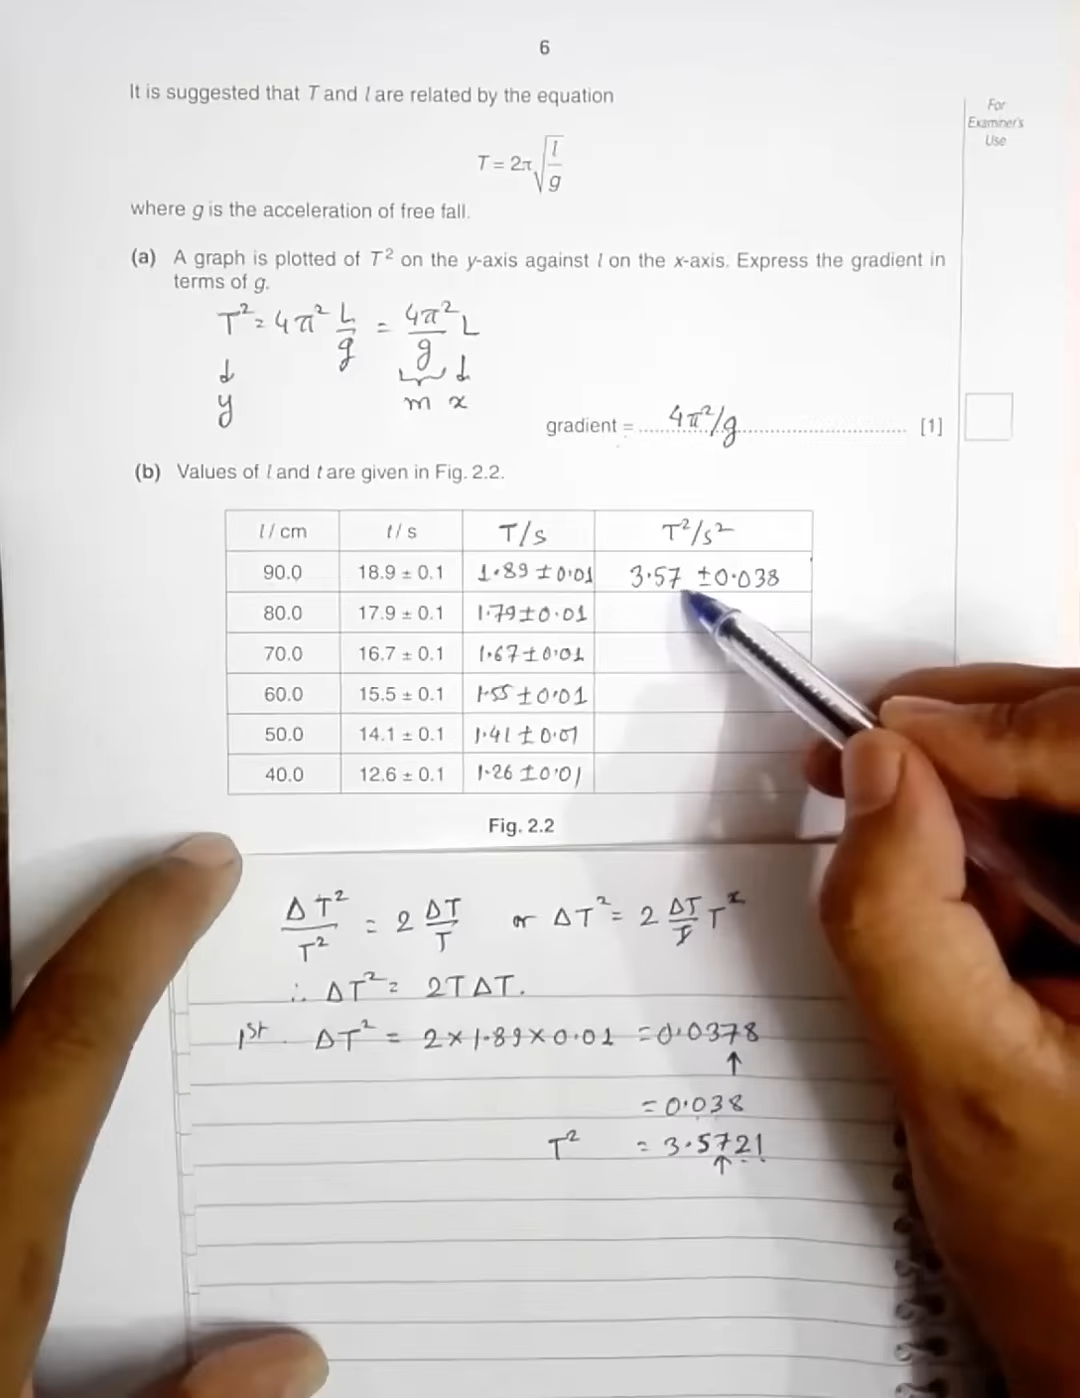 6
It is suggested that T and l are related by the equation
T = 2π√(l/g)
For
Examiner's
Use
where g is the acceleration of free fall.
(a) A graph is plotted of T² on the y-axis against l on the x-axis. Express the gradient in
terms of g.
T² = 4π² L/g = 4π²/g L
↓ ↓
y m x
gradient = 4π²/g [1]
(b) Values of l and t are given in Fig. 2.2.
l / cm t / s T/s T²/s²
90.0 18.9 ± 0.1 1.89 ± 0.01 3.57 ± 0.038
80.0 17.9 ± 0.1 1.79 ± 0.01
70.0 16.7 ± 0.1 1.67 ± 0.01
60.0 15.5 ± 0.1 1.55 ± 0.01
50.0 14.1 ± 0.1 1.41 ± 0.01
40.0 12.6 ± 0.1 1.26 ± 0.01
Fig. 2.2
ΔT²/T² = 2 ΔT/T or ΔT² = 2 ΔT/T T²
∴ ΔT² = 2TΔT.
1st. ΔT² = 2 × 1.89 × 0.01 = 0.0378
↑
= 0.038
T² = 3.5721
↑